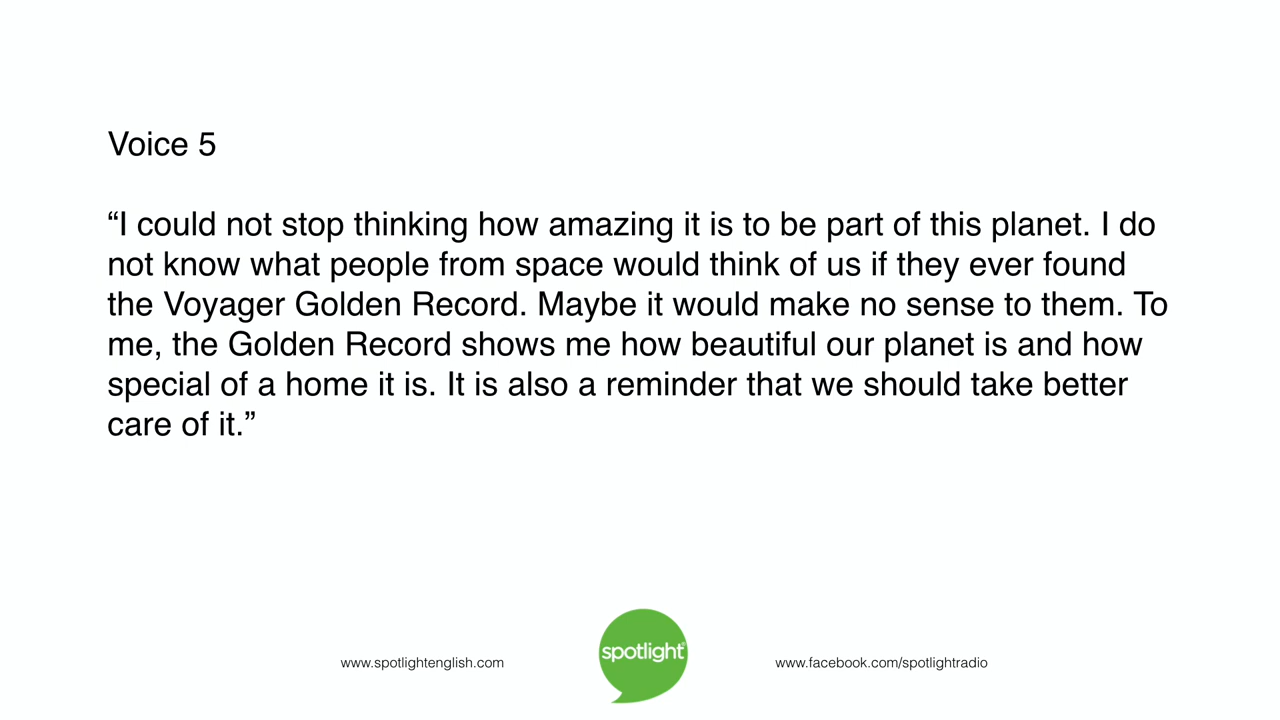 Voice 5
“I could not stop thinking how amazing it is to be part of this planet. I do
not know what people from space would think of us if they ever found
the Voyager Golden Record. Maybe it would make no sense to them. To
me, the Golden Record shows me how beautiful our planet is and how
special of a home it is. It is also a reminder that we should take better
care of it.”
www.spotlightenglish.com
spotlight®
www.facebook.com/spotlightradio